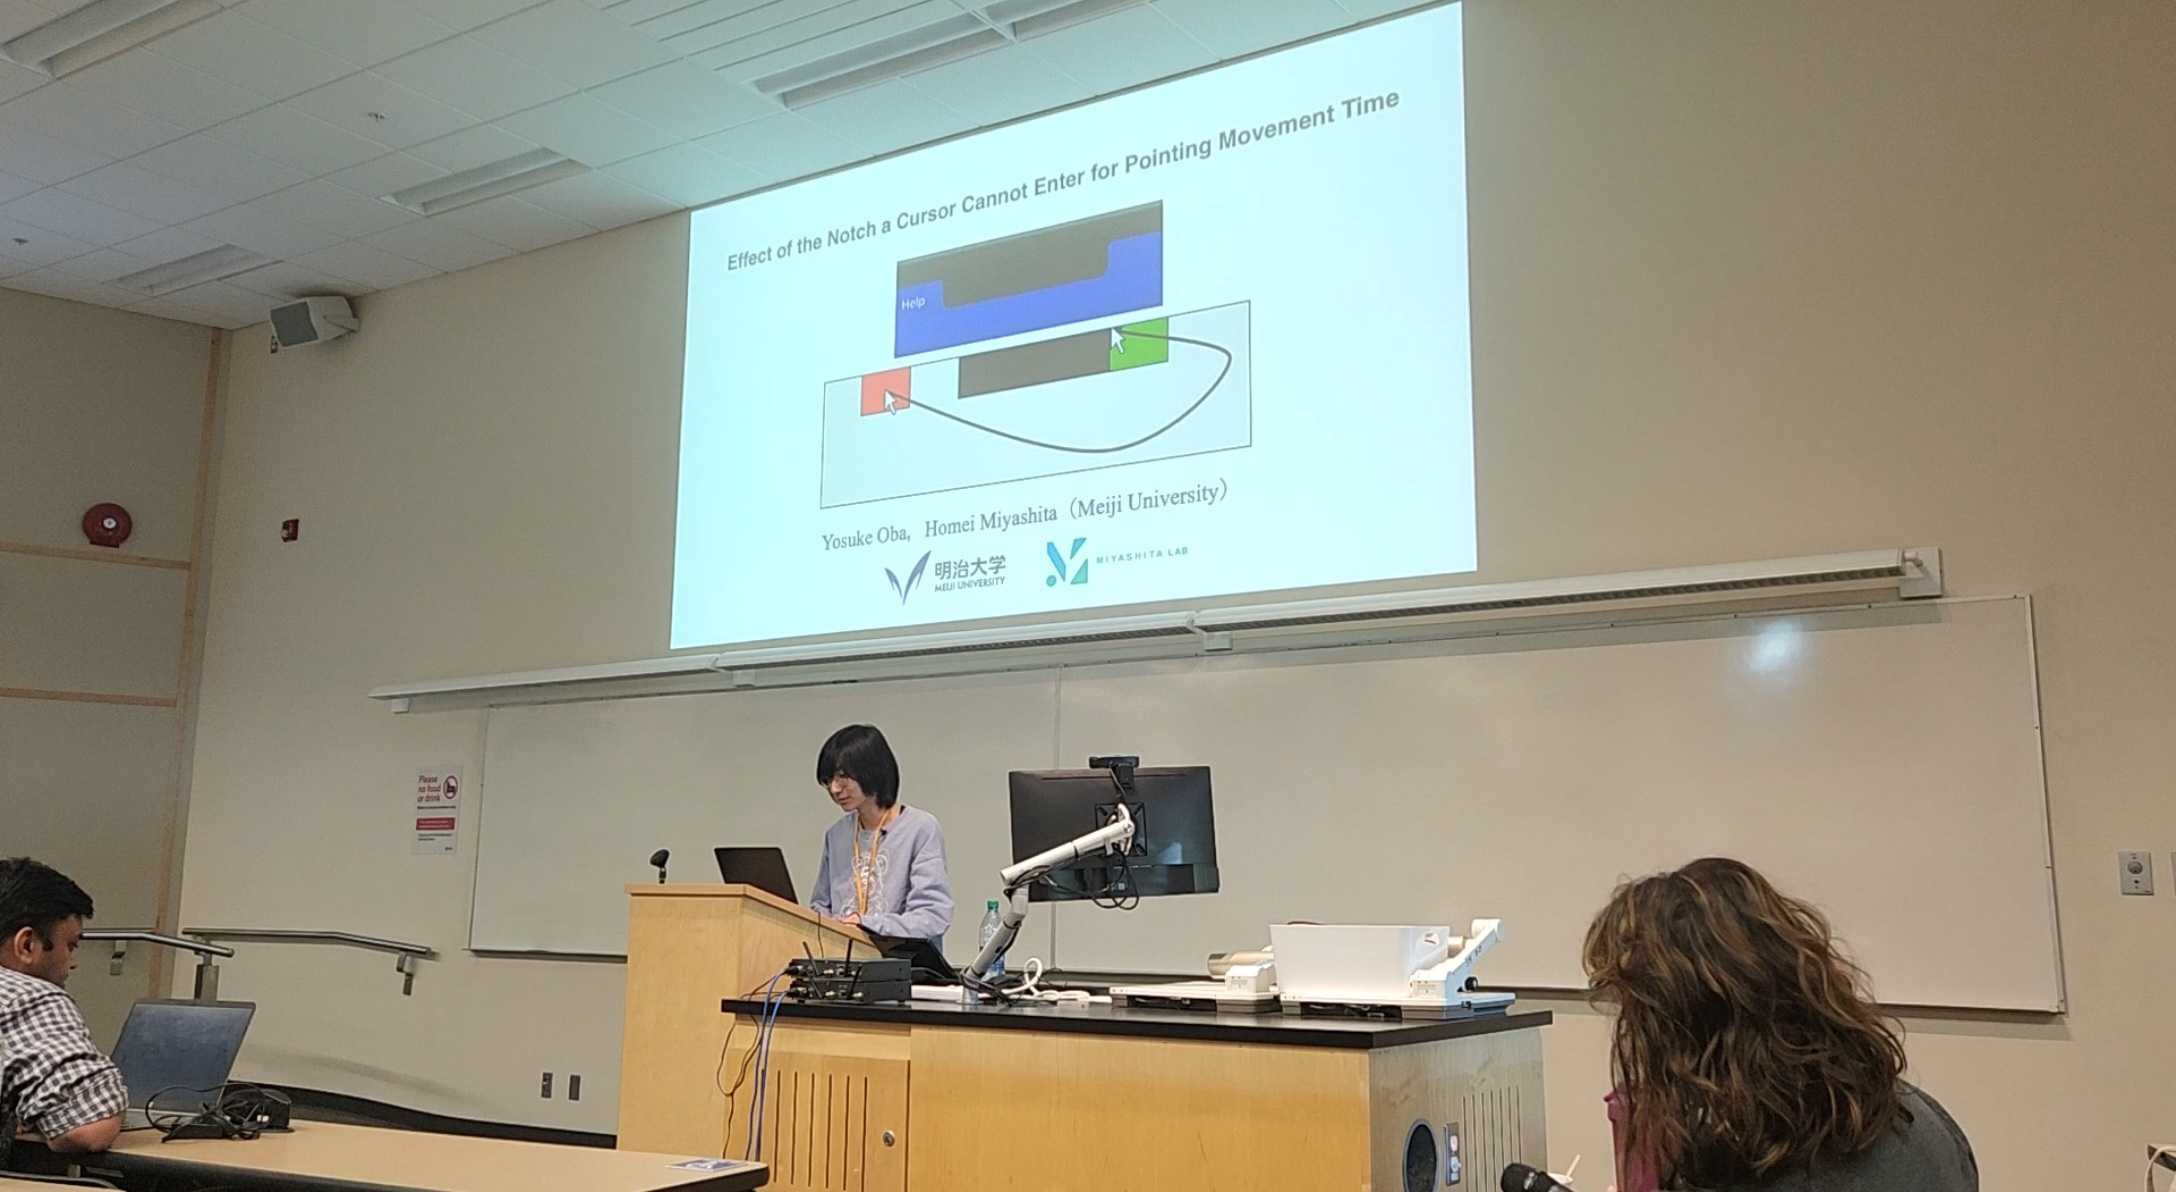 Effect of the Notch a Cursor Cannot Enter for Pointing Movement Time
Help
Yosuke Oba, Homei Miyashita（Meiji University）
明治大学
MEIJI UNIVERSITY
MIYASHITA LAB
Please
no food
or drink